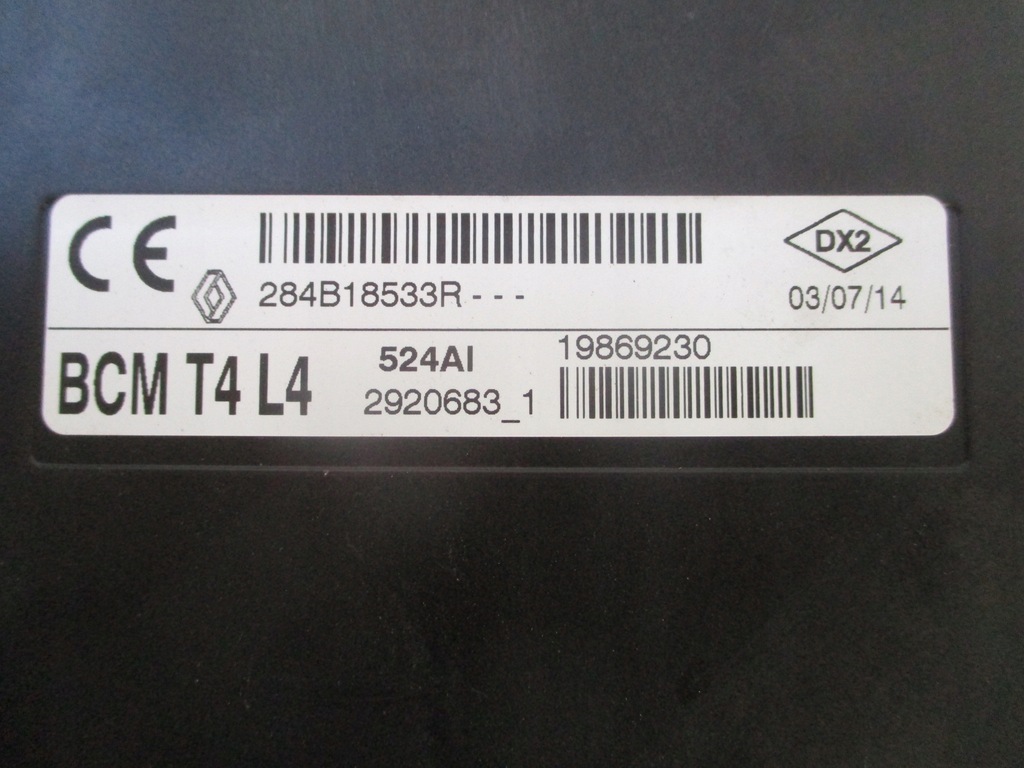 CE
284B18533R - - -
DX2
03/07/14
BCM T4 L4
524AI
2920683_1
19869230